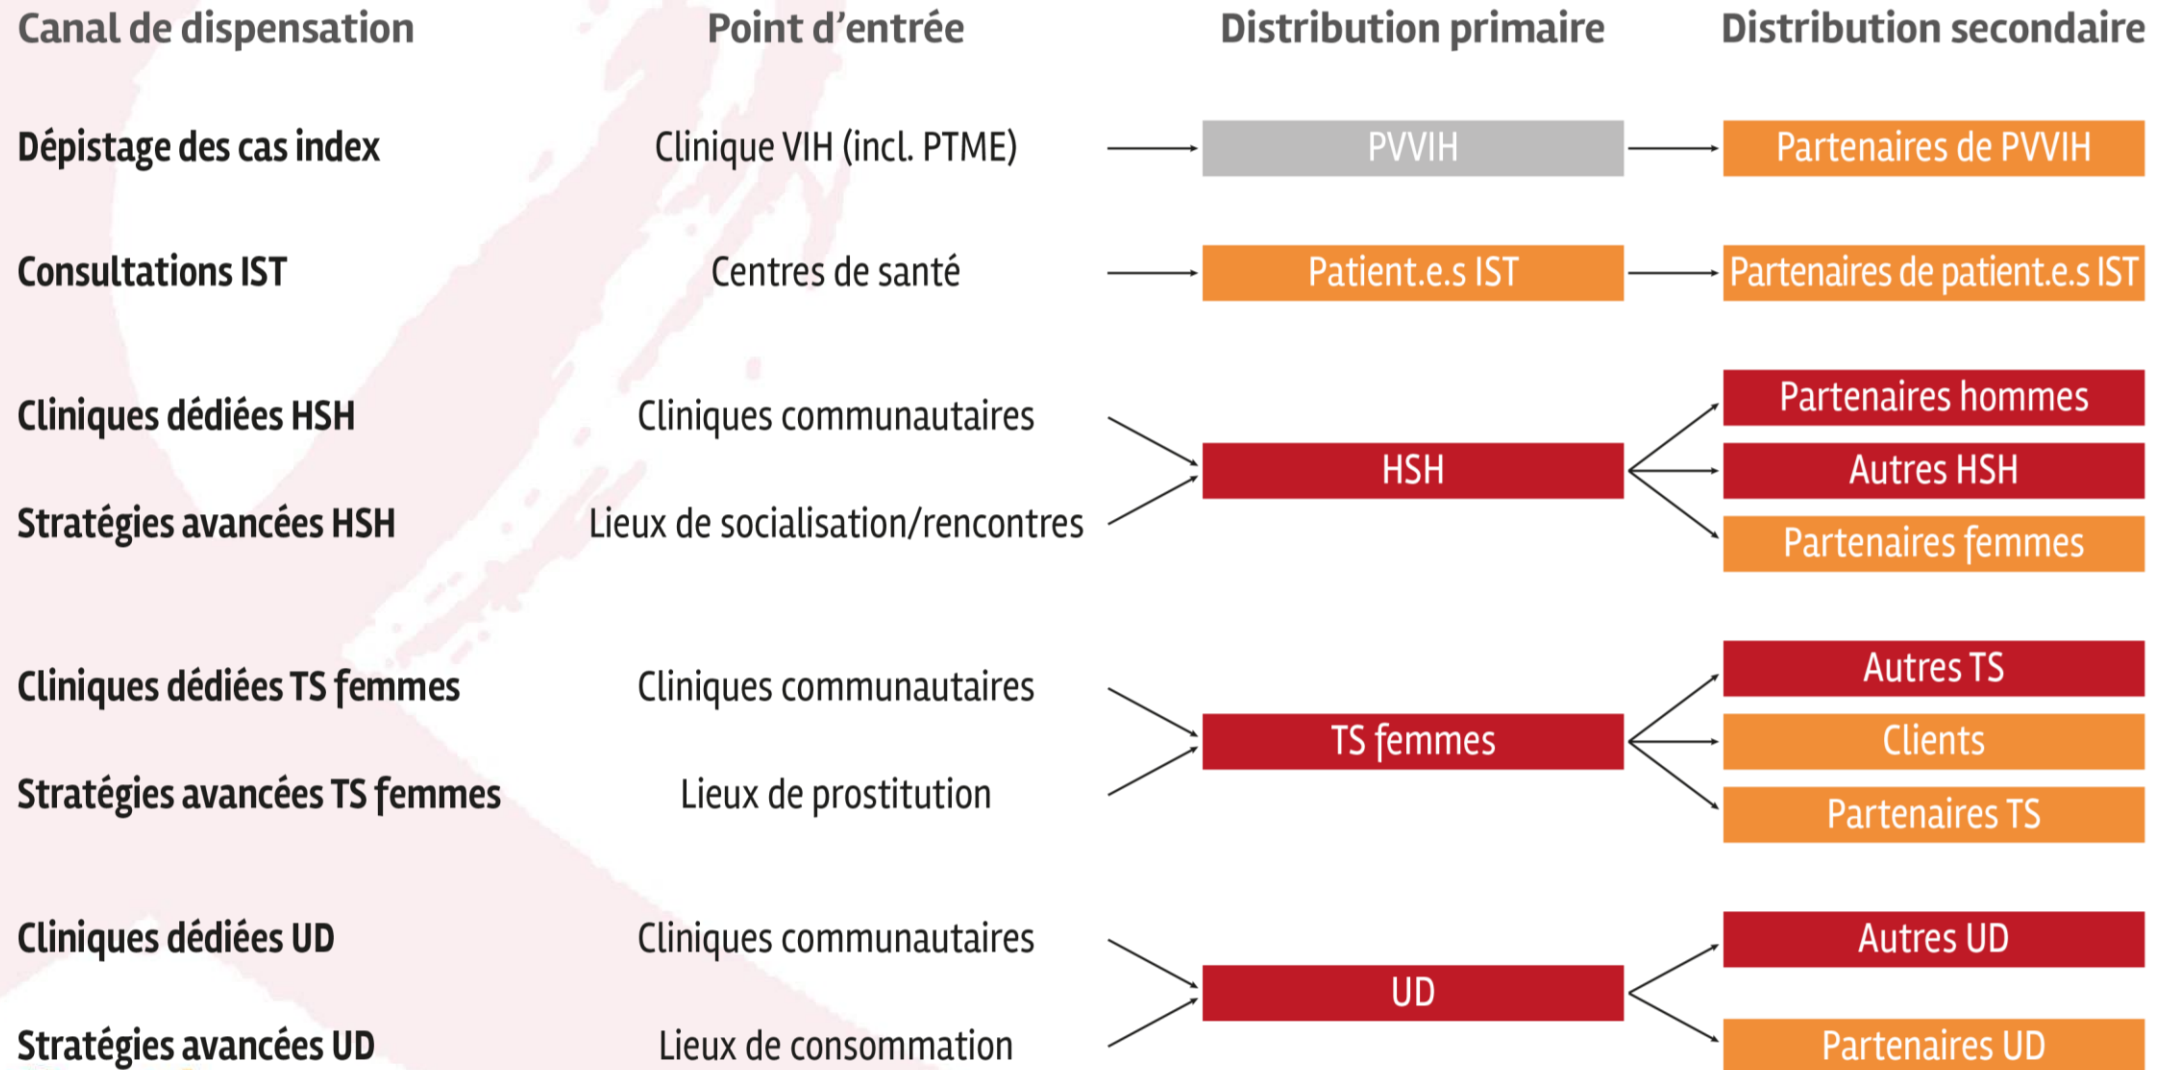 Canal de dispensation
Point d’entrée
Distribution primaire
Distribution secondaire
Dépistage des cas index
Clinique VIH (incl. PTME)
PVVIH
Partenaires de PVVIH
Consultations IST
Centres de santé
Patient.e.s IST
Partenaires de patient.e.s IST
Cliniques dédiées HSH
Cliniques communautaires
Stratégies avancées HSH
Lieux de socialisation/rencontres
HSH
Partenaires hommes
Autres HSH
Partenaires femmes
Cliniques dédiées TS femmes
Cliniques communautaires
Stratégies avancées TS femmes
Lieux de prostitution
TS femmes
Autres TS
Clients
Partenaires TS
Cliniques dédiées UD
Cliniques communautaires
Stratégies avancées UD
Lieux de consommation
UD
Autres UD
Partenaires UD